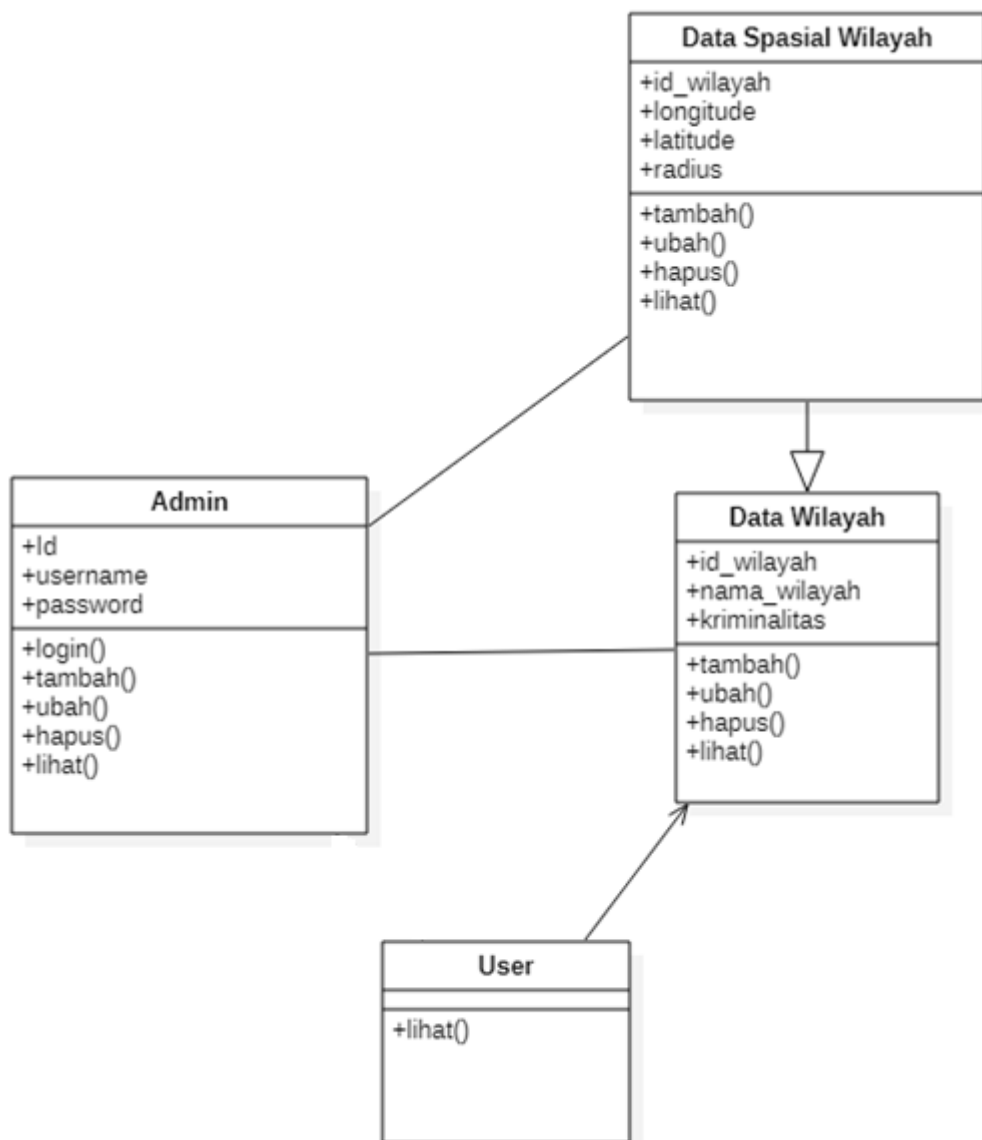 Data Spasial Wilayah
+id_wilayah
+longitude
+latitude
+radius
+tambah()
+ubah()
+hapus()
+lihat()
Admin
+Id
+username
+password
+login()
+tambah()
+ubah()
+hapus()
+lihat()
Data Wilayah
+id_wilayah
+nama_wilayah
+kriminalitas
+tambah()
+ubah()
+hapus()
+lihat()
User
+lihat()